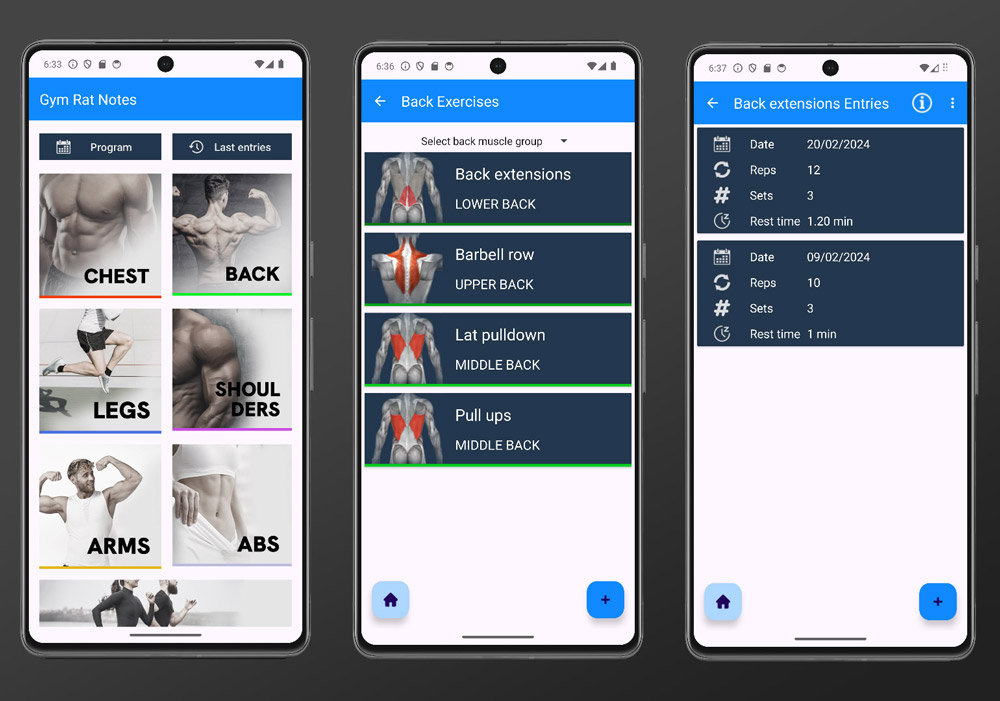 6:33
Gym Rat Notes
Program
Last entries
CHEST
BACK
LEGS
SHOUL
DERS
ARMS
ABS
6:36
Back Exercises
Select back muscle group
Back extensions
LOWER BACK
Barbell row
UPPER BACK
Lat pulldown
MIDDLE BACK
Pull ups
MIDDLE BACK
+
6:37
Back extensions Entries
Date 20/02/2024
Reps 12
# Sets 3
Rest time 1.20 min
Date 09/02/2024
Reps 10
# Sets 3
Rest time 1 min
+